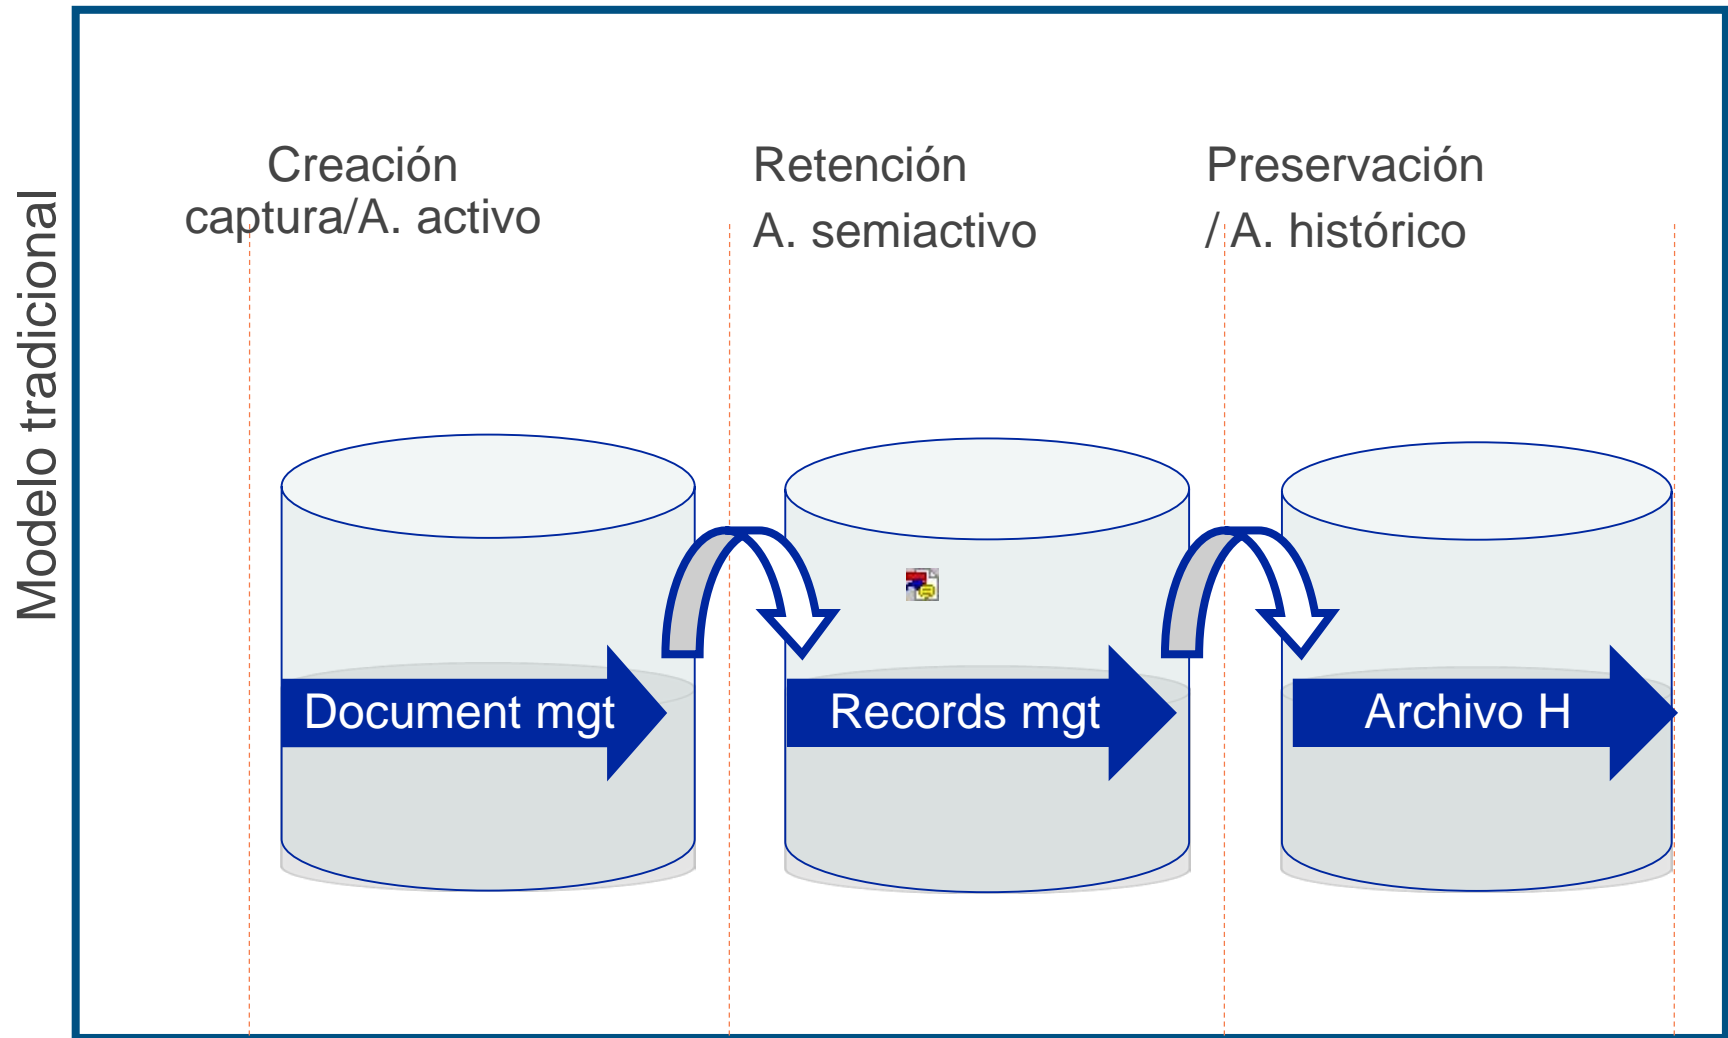 Modelo tradicional
Creación
captura/A. activo
Retención
A. semiactivo
Preservación
/ A. histórico
Document mgt
Records mgt
Archivo H